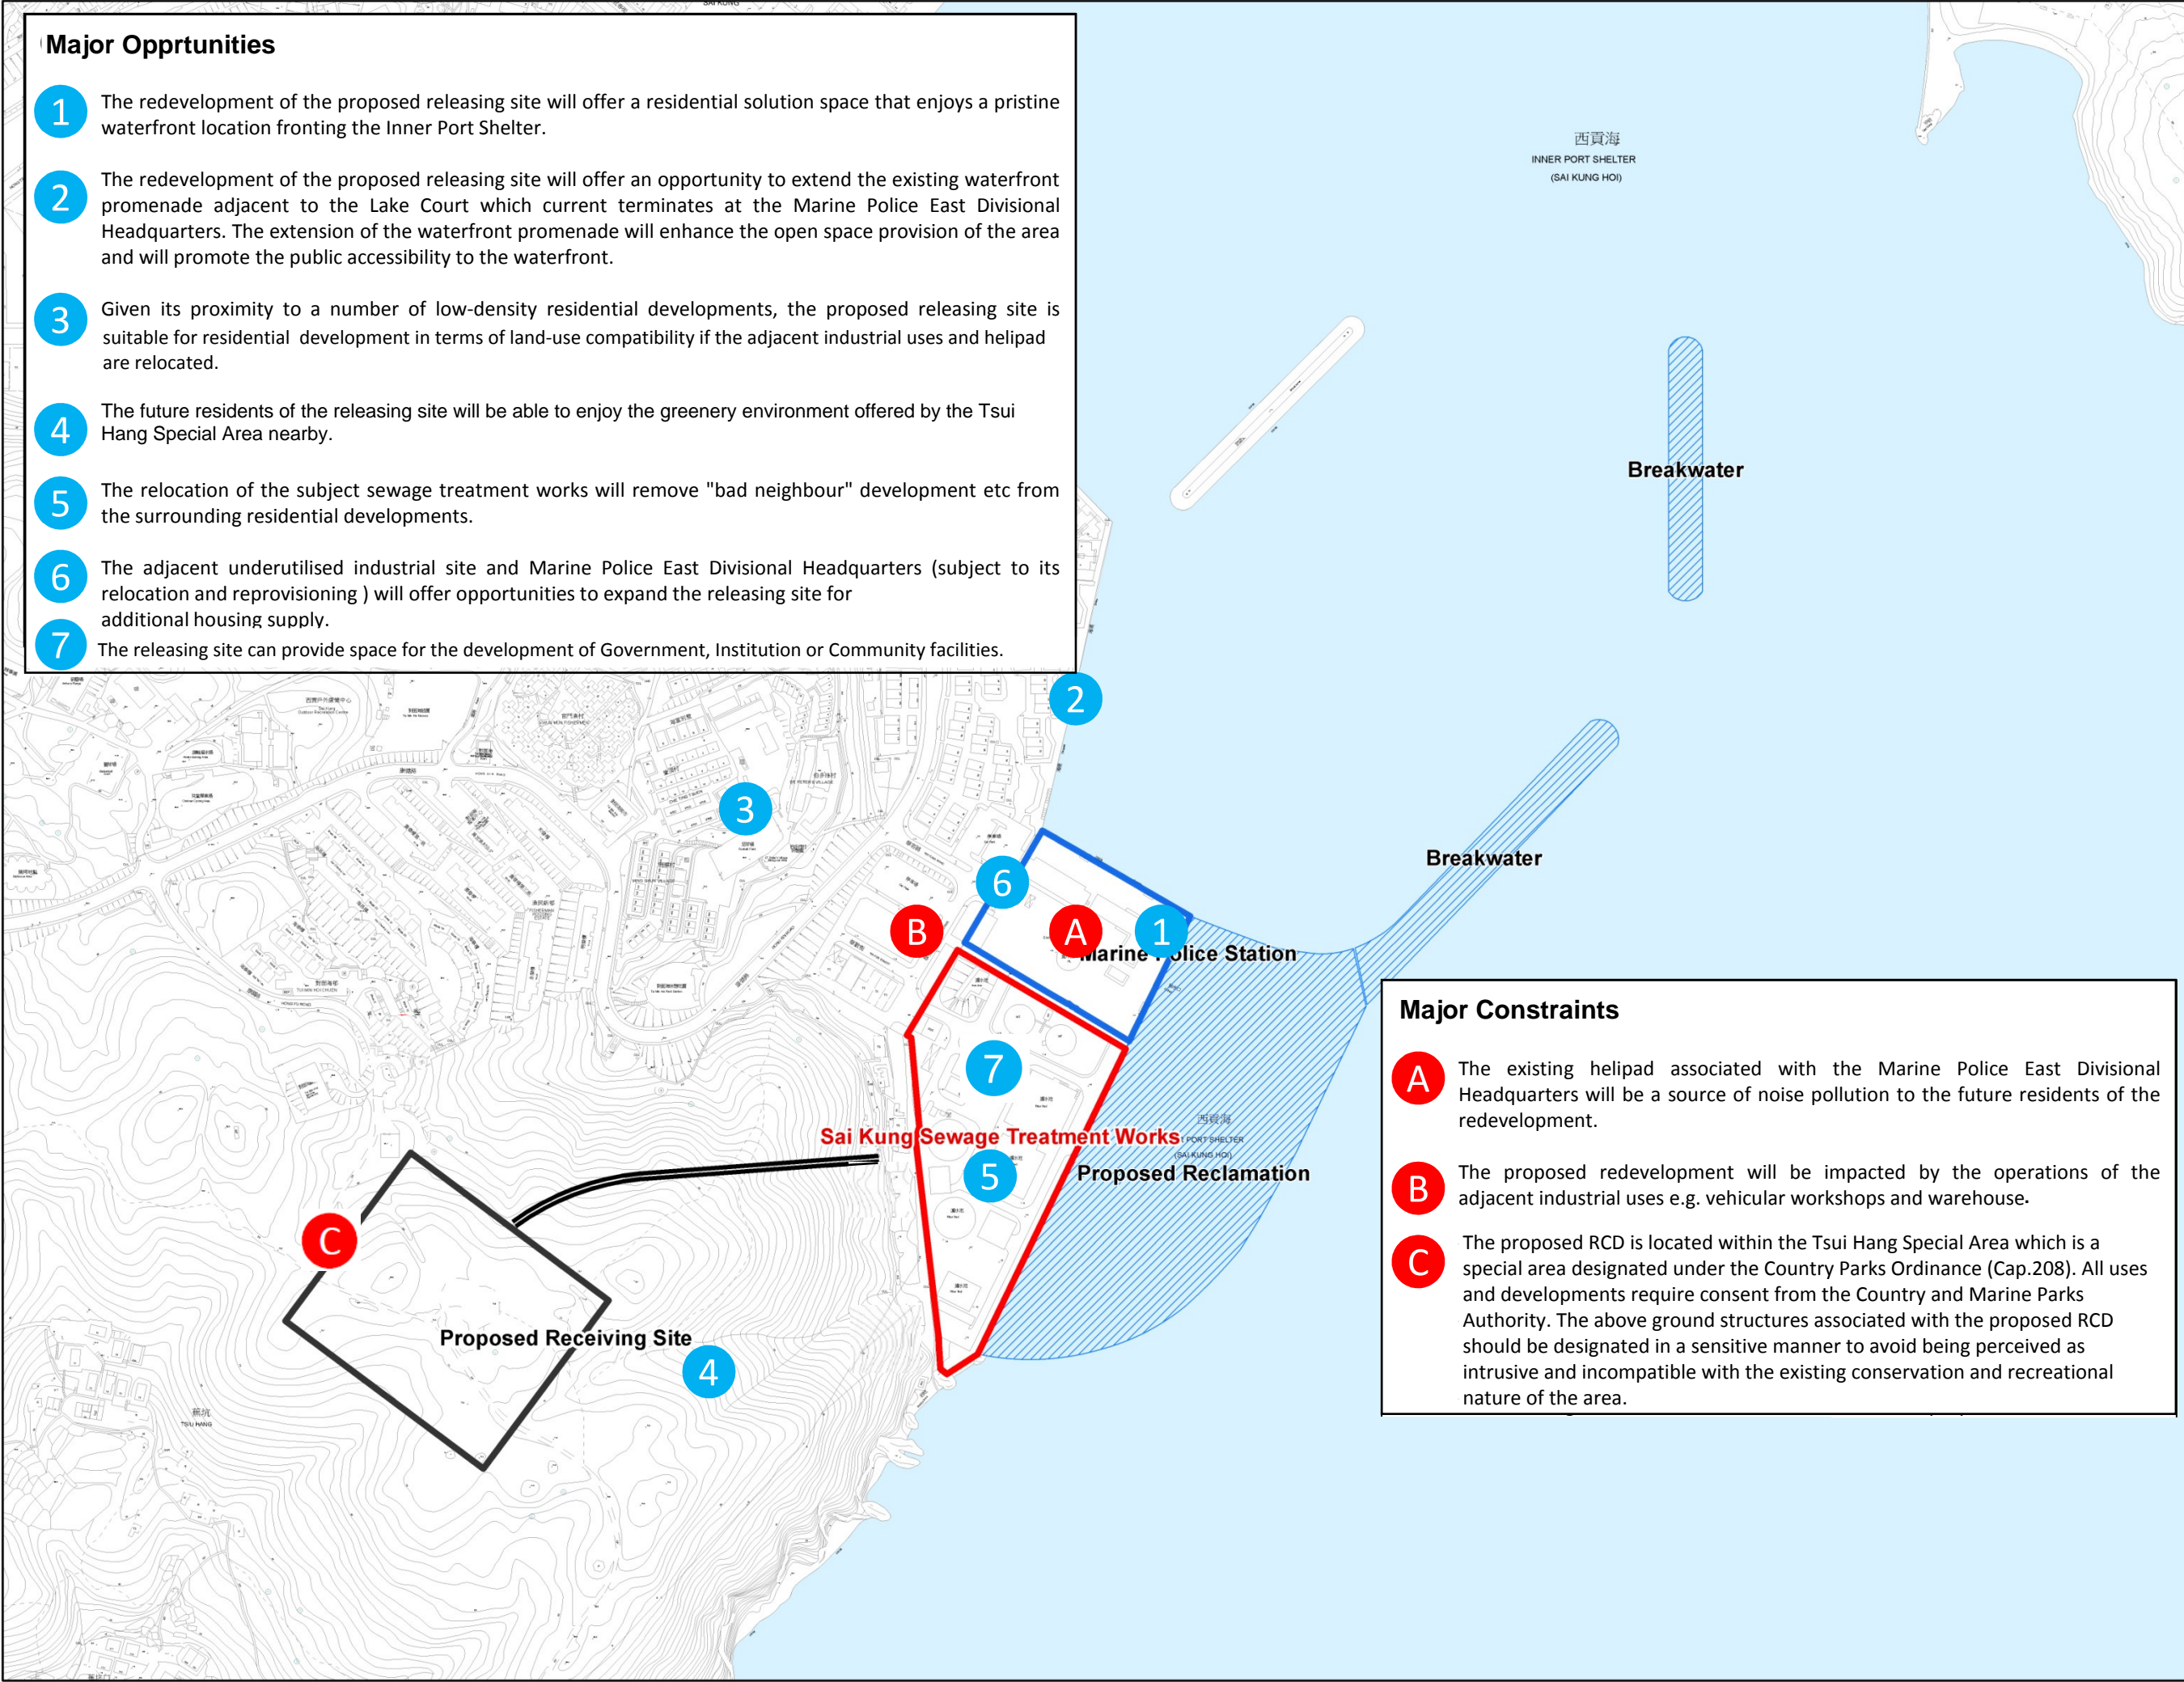 SAI KUNG
Major Opprtunities
1
The redevelopment of the proposed releasing site will offer a residential solution space that enjoys a pristine
waterfront location fronting the Inner Port Shelter.
2
The redevelopment of the proposed releasing site will offer an opportunity to extend the existing waterfront
promenade adjacent to the Lake Court which current terminates at the Marine Police East Divisional
Headquarters. The extension of the waterfront promenade will enhance the open space provision of the area
and will promote the public accessibility to the waterfront.
3
Given its proximity to a number of low-density residential developments, the proposed releasing site is
suitable for residential development in terms of land-use compatibility if the adjacent industrial uses and helipad
are relocated.
4
The future residents of the releasing site will be able to enjoy the greenery environment offered by the Tsui
Hang Special Area nearby.
5
The relocation of the subject sewage treatment works will remove "bad neighbour" development etc from
the surrounding residential developments.
6
The adjacent underutilised industrial site and Marine Police East Divisional Headquarters (subject to its
relocation and reprovisioning ) will offer opportunities to expand the releasing site for
additional housing supply.
7
The releasing site can provide space for the development of Government, Institution or Community facilities.
西貢海
INNER PORT SHELTER
(SAI KUNG HOI)
Breakwater
2
3
Breakwater
6
B
A
1
Marine Police Station
7
西貢海
PORT SHELTER
(SAI KUNG HOI)
Sai Kung Sewage Treatment Works
5
Proposed Reclamation
C
Proposed Receiving Site
4
蕉坑
TSIU HANG
Major Constraints
A
The existing helipad associated with the Marine Police East Divisional
Headquarters will be a source of noise pollution to the future residents of the
redevelopment.
B
The proposed redevelopment will be impacted by the operations of the
adjacent industrial uses e.g. vehicular workshops and warehouse.
C
The proposed RCD is located within the Tsui Hang Special Area which is a
special area designated under the Country Parks Ordinance (Cap.208). All uses
and developments require consent from the Country and Marine Parks
Authority. The above ground structures associated with the proposed RCD
should be designated in a sensitive manner to avoid being perceived as
intrusive and incompatible with the existing conservation and recreational
nature of the area.